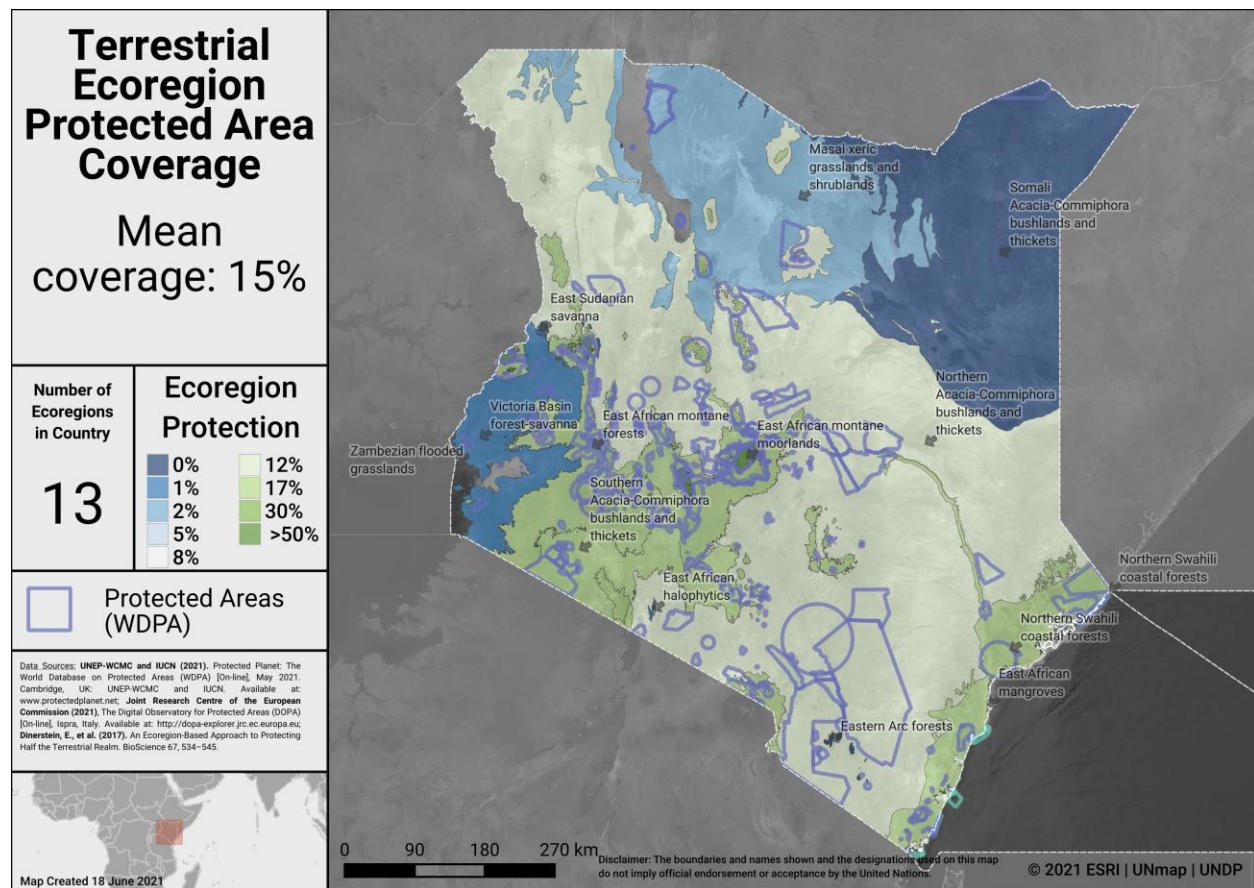 Terrestrial
Ecoregion
Protected Area
Coverage
Mean
coverage: 15%
Number of
Ecoregions
in Country
13
Ecoregion
Protection
0%
1%
2%
5%
8%
12%
17%
30%
>50%
Protected Areas
(WDPA)
Data Sources: UNEP-WCMC and IUCN (2021). Protected Planet: The
World Database on Protected Areas (WDPA) [On-line], May 2021.
Cambridge, UK: UNEP-WCMC and IUCN. Available at:
www.protectedplanet.net; Joint Research Centre of the European
Commission (2021), The Digital Observatory for Protected Areas (DOPA)
[On-line], Ispra, Italy. Available at: http://dopa-explorer.jrc.ec.europa.eu;
Dinerstein, E., et al. (2017). An Ecoregion-Based Approach to Protecting
Half the Terrestrial Realm. BioScience 67, 534–545.
Map Created 18 June 2021
Masai xeric
grasslands and
shrublands
Somali
Acacia-Commiphora
bushlands and
thickets
East Sudanian
savanna
Northern
Acacia-Commiphora
bushlands and
thickets
Victoria Basin
forest-savanna
East African montane
forests
East African montane
moorlands
Zambezian flooded
grasslands
Southern
Acacia-Commiphora
bushlands and
thickets
East African
halophytics
Northern Swahili
coastal forests
Northern Swahili
coastal forests
East African
mangroves
Eastern Arc forests
0 90 180 270 km
Disclaimer: The boundaries and names shown and the designations used on this map
do not imply official endorsement or acceptance by the United Nations.
© 2021 ESRI | UNmap | UNDP